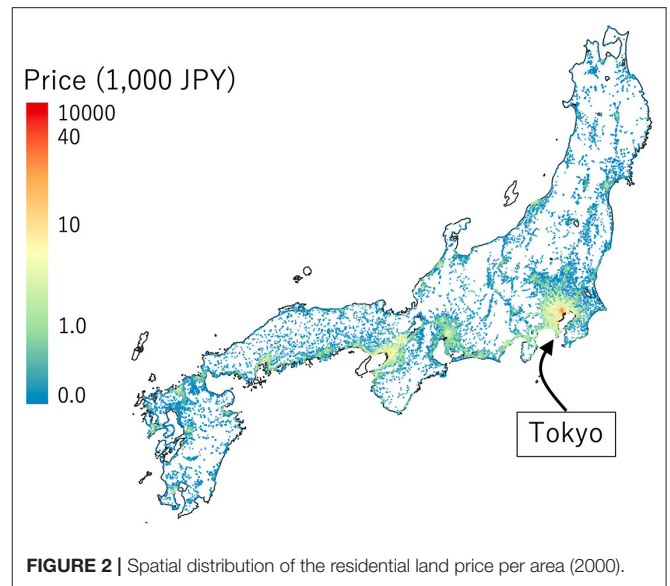 Price (1,000 JPY)
10000
40
10
1.0
0.0
Tokyo
FIGURE 2 | Spatial distribution of the residential land price per area (2000).